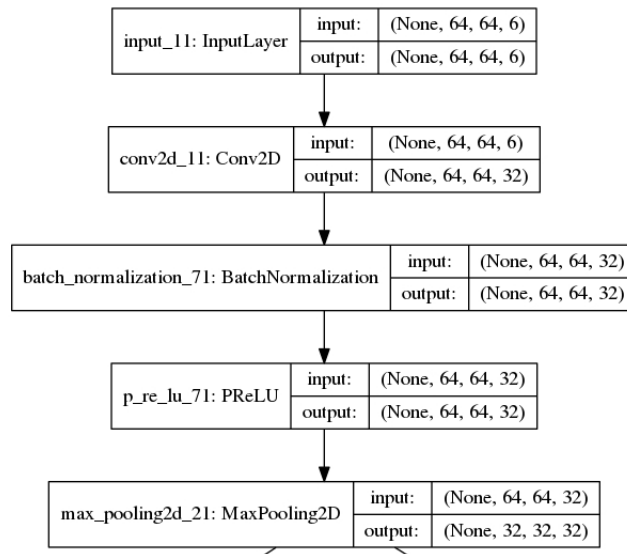 input_11: InputLayer
input: (None, 64, 64, 6)
output: (None, 64, 64, 6)
conv2d_11: Conv2D
input: (None, 64, 64, 6)
output: (None, 64, 64, 32)
batch_normalization_71: BatchNormalization
input: (None, 64, 64, 32)
output: (None, 64, 64, 32)
p_re_lu_71: PReLU
input: (None, 64, 64, 32)
output: (None, 64, 64, 32)
max_pooling2d_21: MaxPooling2D
input: (None, 64, 64, 32)
output: (None, 32, 32, 32)